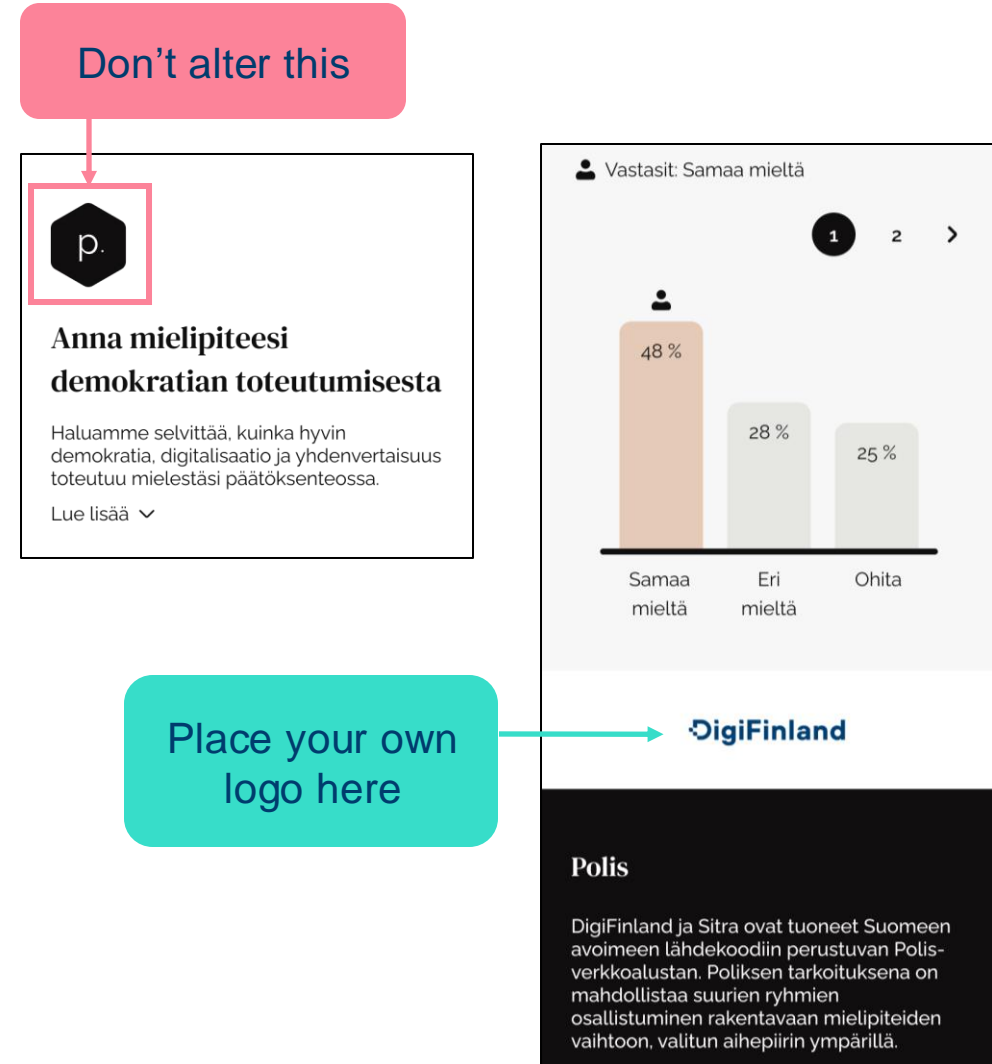 Don’t alter this
p.
Anna mielipiteesi
demokratian toteutumisesta
Haluamme selvittää, kuinka hyvin
demokratia, digitalisaatio ja yhdenvertaisuus
toteutuu mielestäsi päätöksenteossa.
Lue lisää
Vastasit: Samaa mieltä
1 2
48 %
28 %
25 %
Samaa mieltä
Eri mieltä
Ohita
Place your own
logo here
DigiFinland
Polis
DigiFinland ja Sitra ovat tuoneet Suomeen
avoimeen lähdekoodiin perustuvan Polis-
verkkoalustan. Poliksen tarkoituksena on
mahdollistaa suurien ryhmien
osallistuminen rakentavaan mielipiteiden
vaihtoon, valitun aihepiirin ympärillä.